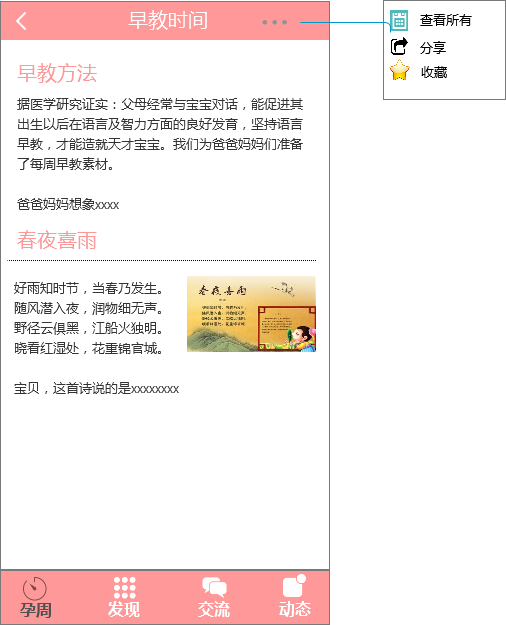 早教时间
查看所有
分享
收藏
早教方法
据医学研究证实：父母经常与宝宝对话，能促进其
出生以后在语言及智力方面的良好发育，坚持语言
早教，才能造就天才宝宝。我们为爸爸妈妈们准备
了每周早教素材。
爸爸妈妈想象xxxx
春夜喜雨
好雨知时节，当春乃发生。
随风潜入夜，润物细无声。
野径云俱黑，江船火独明。
晓看红湿处，花重锦官城。
春夜喜雨
宝贝，这首诗说的是xxxxxxxx
孕周
发现
交流
动态